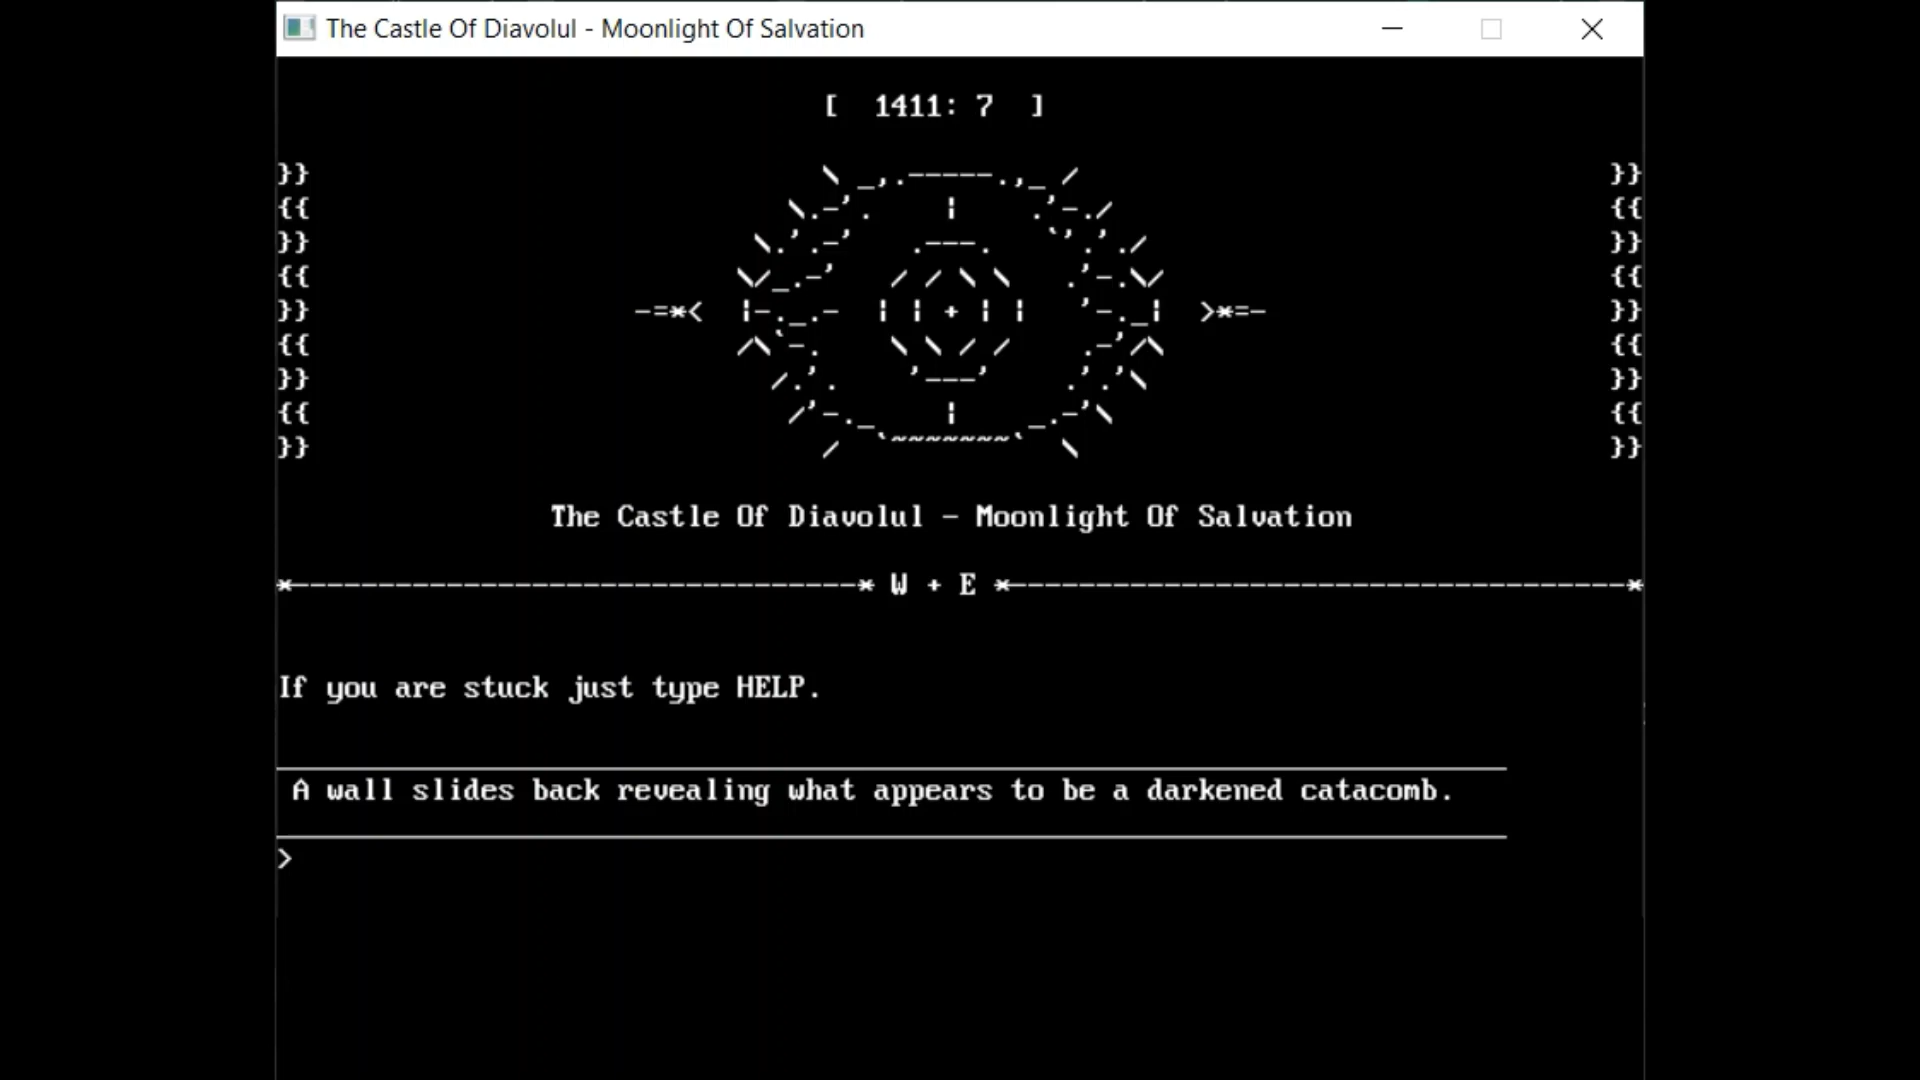 The Castle Of Diavolul - Moonlight Of Salvation
[ 1411: 7 ]
The Castle Of Diavolul - Moonlight Of Salvation
W + E
If you are stuck just type HELP.
A wall slides back revealing what appears to be a darkened catacomb.
>